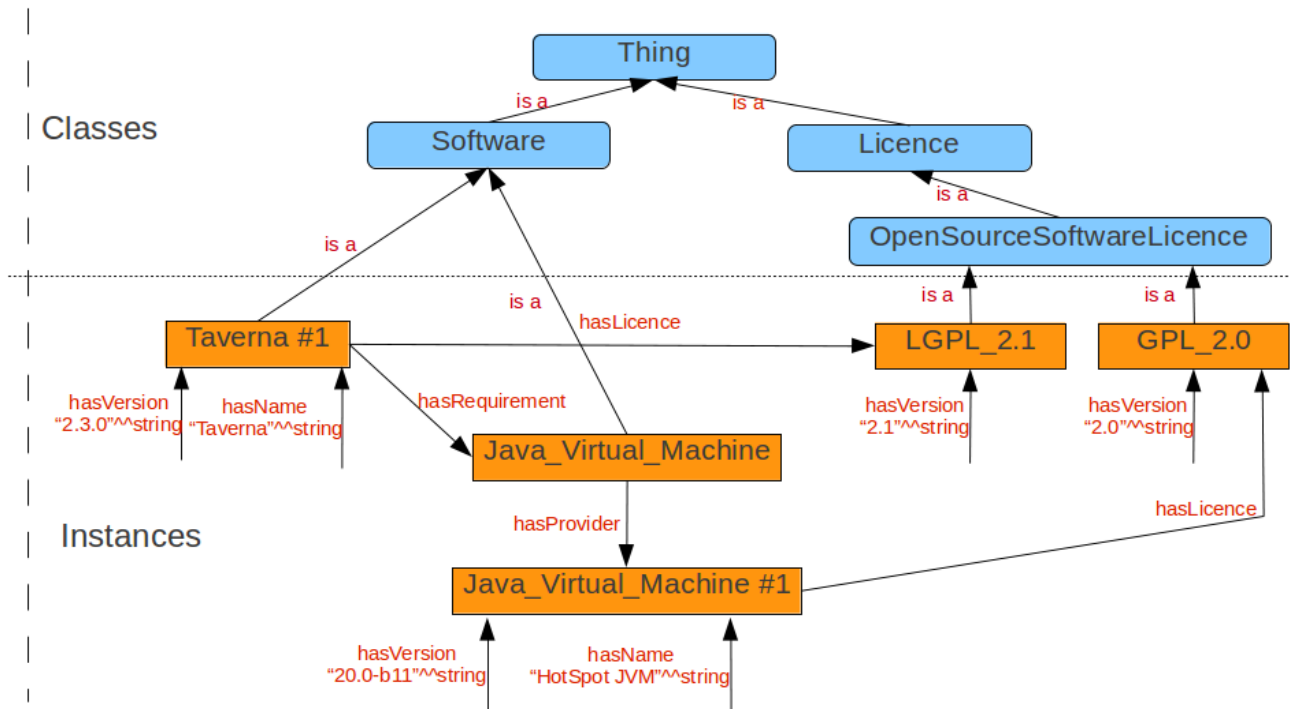 Thing
is a
is a
Classes
Software
Licence
is a
is a
OpenSourceSoftwareLicence
is a
is a
is a
hasLicence
Taverna #1
LGPL_2.1
GPL_2.0
hasVersion
“2.3.0”^^string
hasName
“Taverna”^^string
hasRequirement
hasVersion
“2.1”^^string
hasVersion
“2.0”^^string
Java_Virtual_Machine
hasLicence
hasProvider
Instances
Java_Virtual_Machine #1
hasVersion
“20.0-b11”^^string
hasName
“HotSpot JVM”^^string